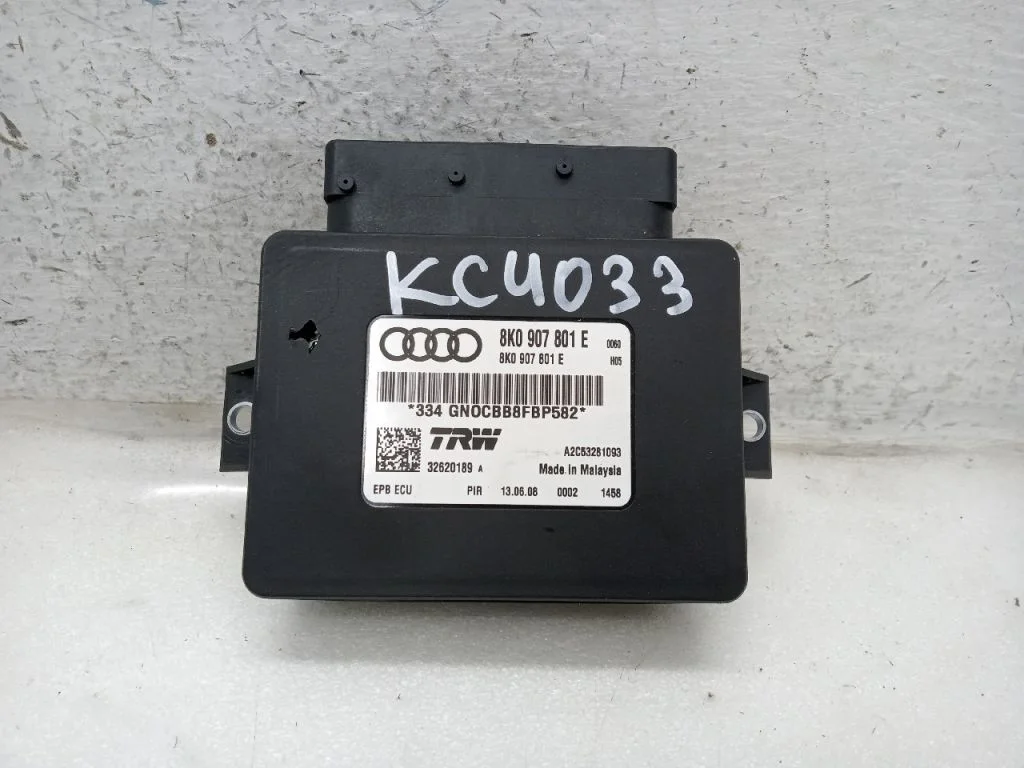 KC4033
8K0 907 801 E 0060
8K0 907 801 E H05
*334 GNOCBB8FBP582*
TRW A2C53261093
32620189 A Made in Malaysia
EPB ECU PIR 13.06.08 0002 1458